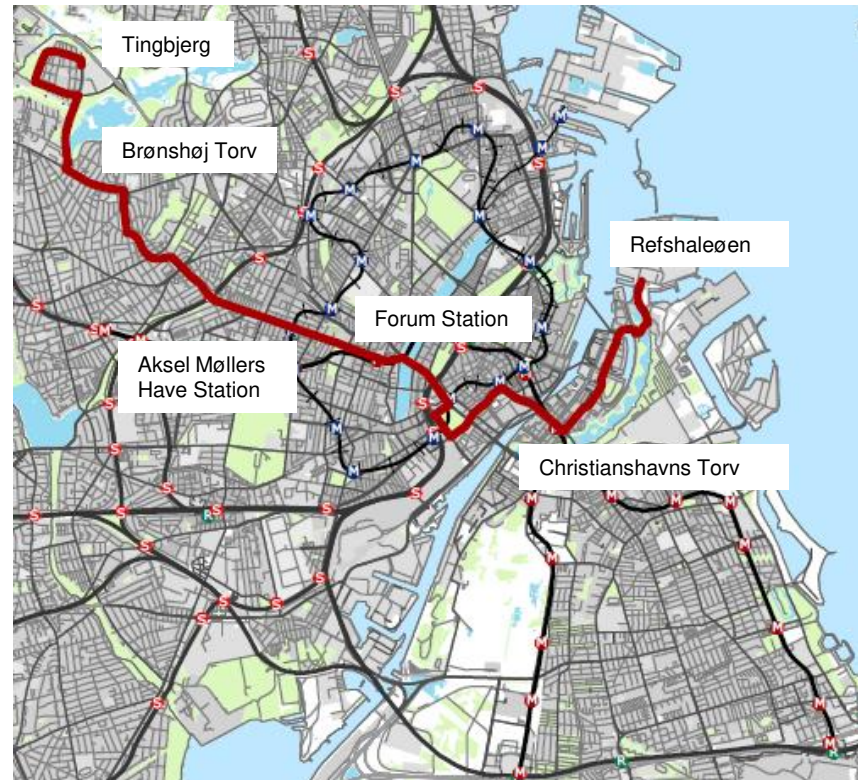 Tingbjerg
Brønshøj Torv
Refshaleøen
Forum Station
Aksel Møllers
Have Station
Christianshavns Torv